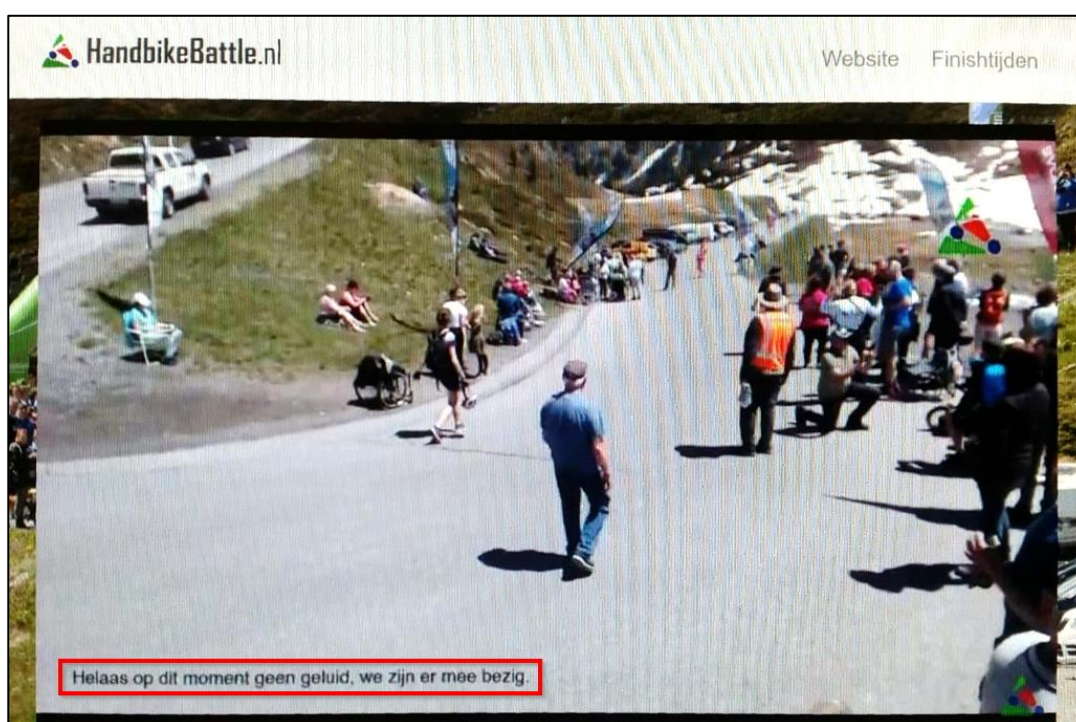 HandbikeBattle.nl
Website Finishtijden
Helaas op dit moment geen geluid, we zijn er mee bezig.